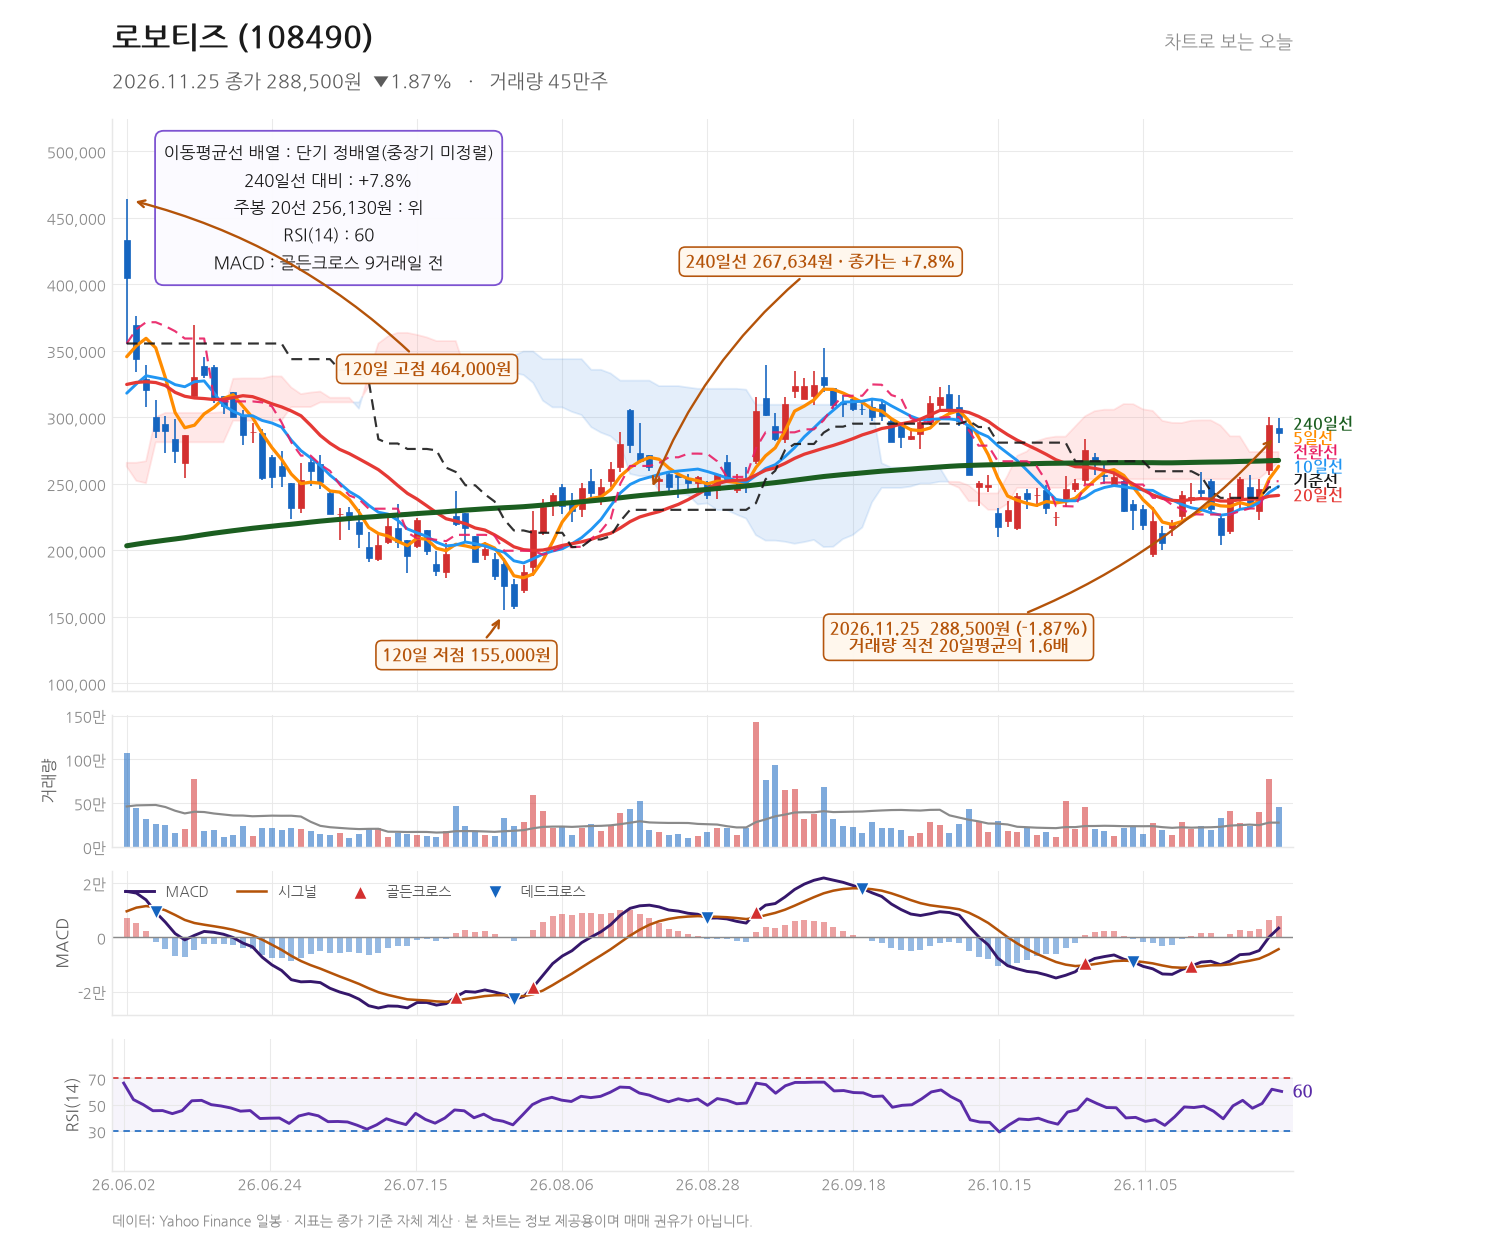 로보티즈 (108490)
차트로 보는 오늘
2026.11.25 종가 288,500원 ▼1.87% · 거래량 45만주
500,000
450,000
400,000
350,000
300,000
250,000
200,000
150,000
100,000
이동평균선 배열 : 단기 정배열(중장기 미정렬)
240일선 대비 : +7.8%
주봉 20선 256,130원 : 위
RSI(14) : 60
MACD : 골든크로스 9거래일 전
240일선 267,634원 · 종가는 +7.8%
120일 고점 464,000원
120일 저점 155,000원
2026.11.25 288,500원 (-1.87%)
거래량 직전 20일평균의 1.6배
240일선
5일선
전환선
10일선
기준선
20일선
거래량
150만
100만
50만
0만
MACD
2만
0
-2만
MACD
시그널
골든크로스
데드크로스
RSI(14)
70
50
30
60
26.06.02
26.06.24
26.07.15
26.08.06
26.08.28
26.09.18
26.10.15
26.11.05
데이터: Yahoo Finance 일봉 · 지표는 종가 기준 자체 계산 · 본 차트는 정보 제공용이며 매매 권유가 아닙니다.